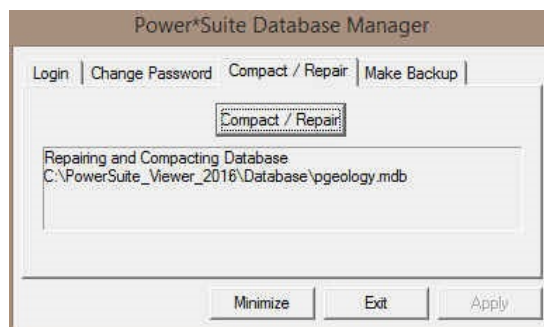 Power*Suite Database Manager
Login Change Password Compact / Repair Make Backup
Compact / Repair
Repairing and Compacting Database
C:\PowerSuite_Viewer_2016\Database\pgeology.mdb
Minimize Exit Apply